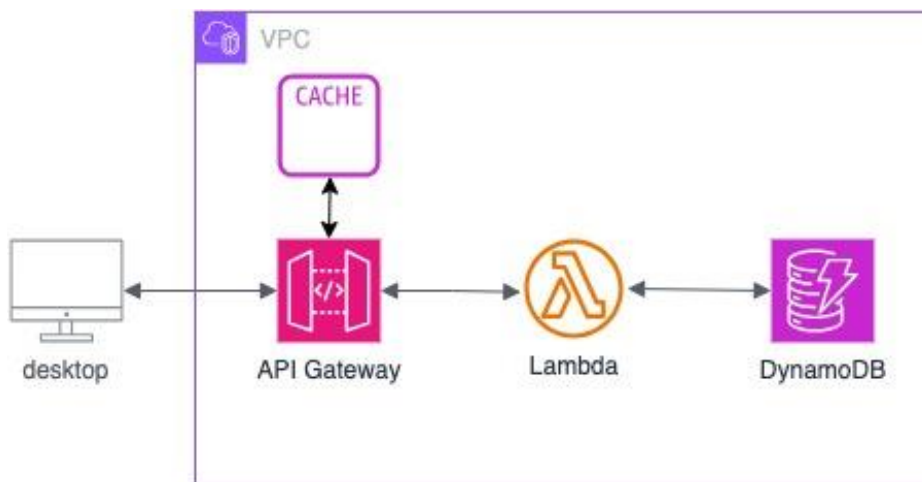 VPC
CACHE
</>
desktop
API Gateway
Lambda
DynamoDB